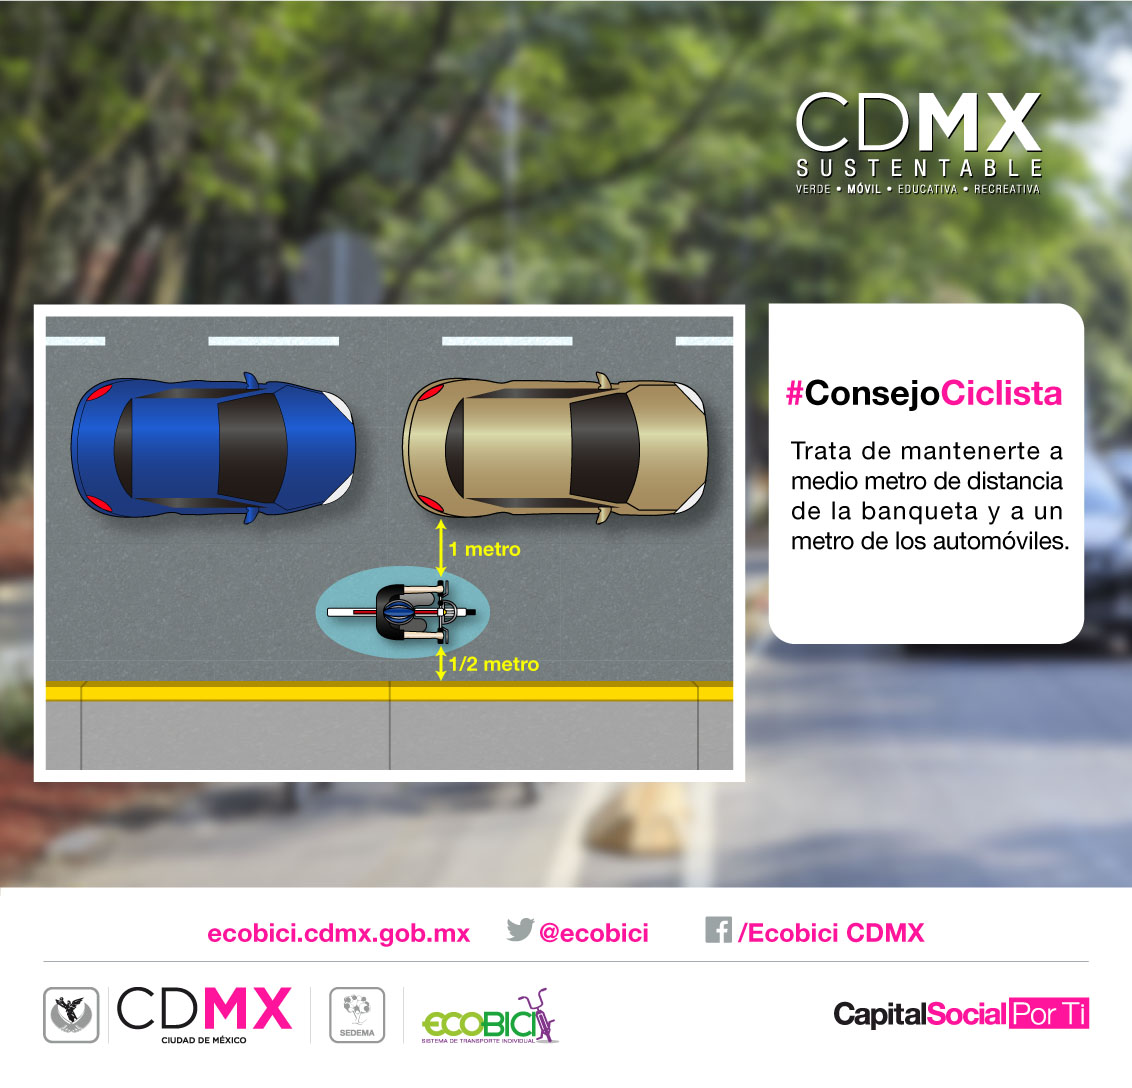 CDMX
SUSTENTABLE
VERDE • MÓVIL • EDUCATIVA • RECREATIVA
#ConsejoCiclista
Trata de mantenerte a
medio metro de distancia
de la banqueta y a un
metro de los automóviles.
1 metro
1/2 metro
ecobici.cdmx.gob.mx @ecobici /Ecobici CDMX
CDMX
CIUDAD DE MÉXICO
SEDEMA
ECOBICI
SISTEMA DE TRANSPORTE INDIVIDUAL
CapitalSocialPor Ti